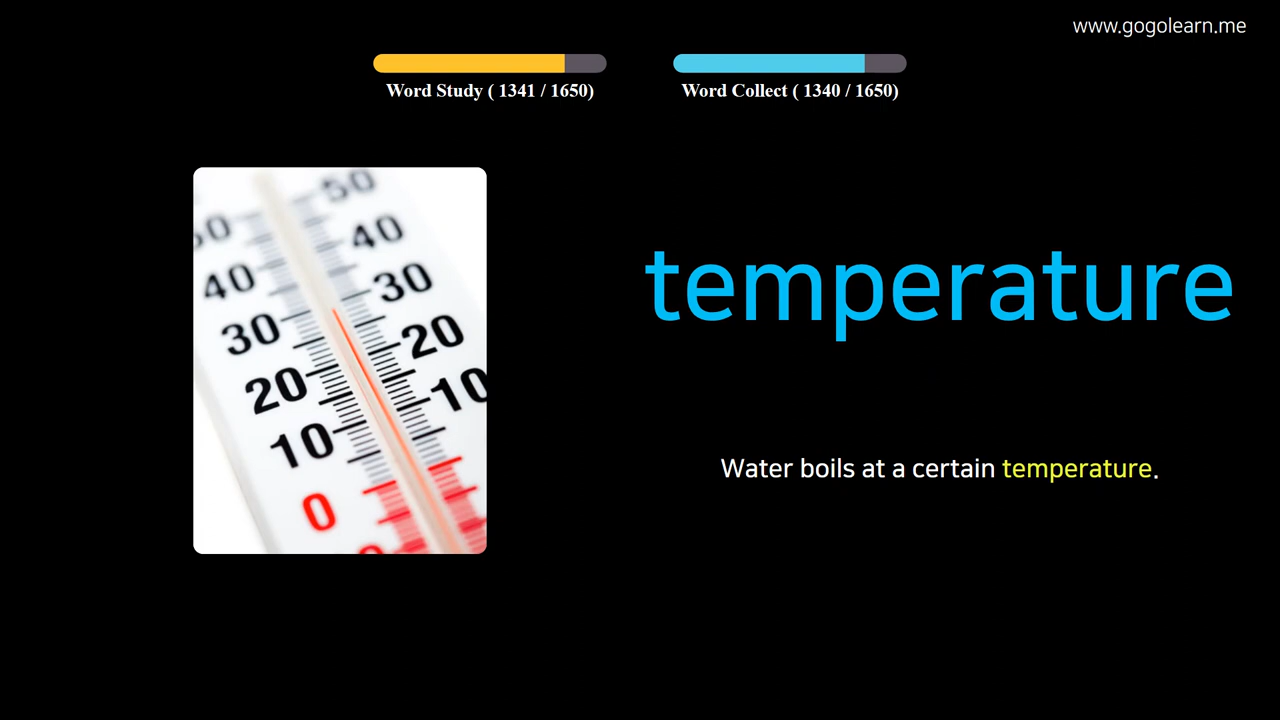 www.gogolearn.me
Word Study ( 1341 / 1650)
Word Collect ( 1340 / 1650)
50
40
40
30
30
20
20
10
10
0
temperature
Water boils at a certain temperature.